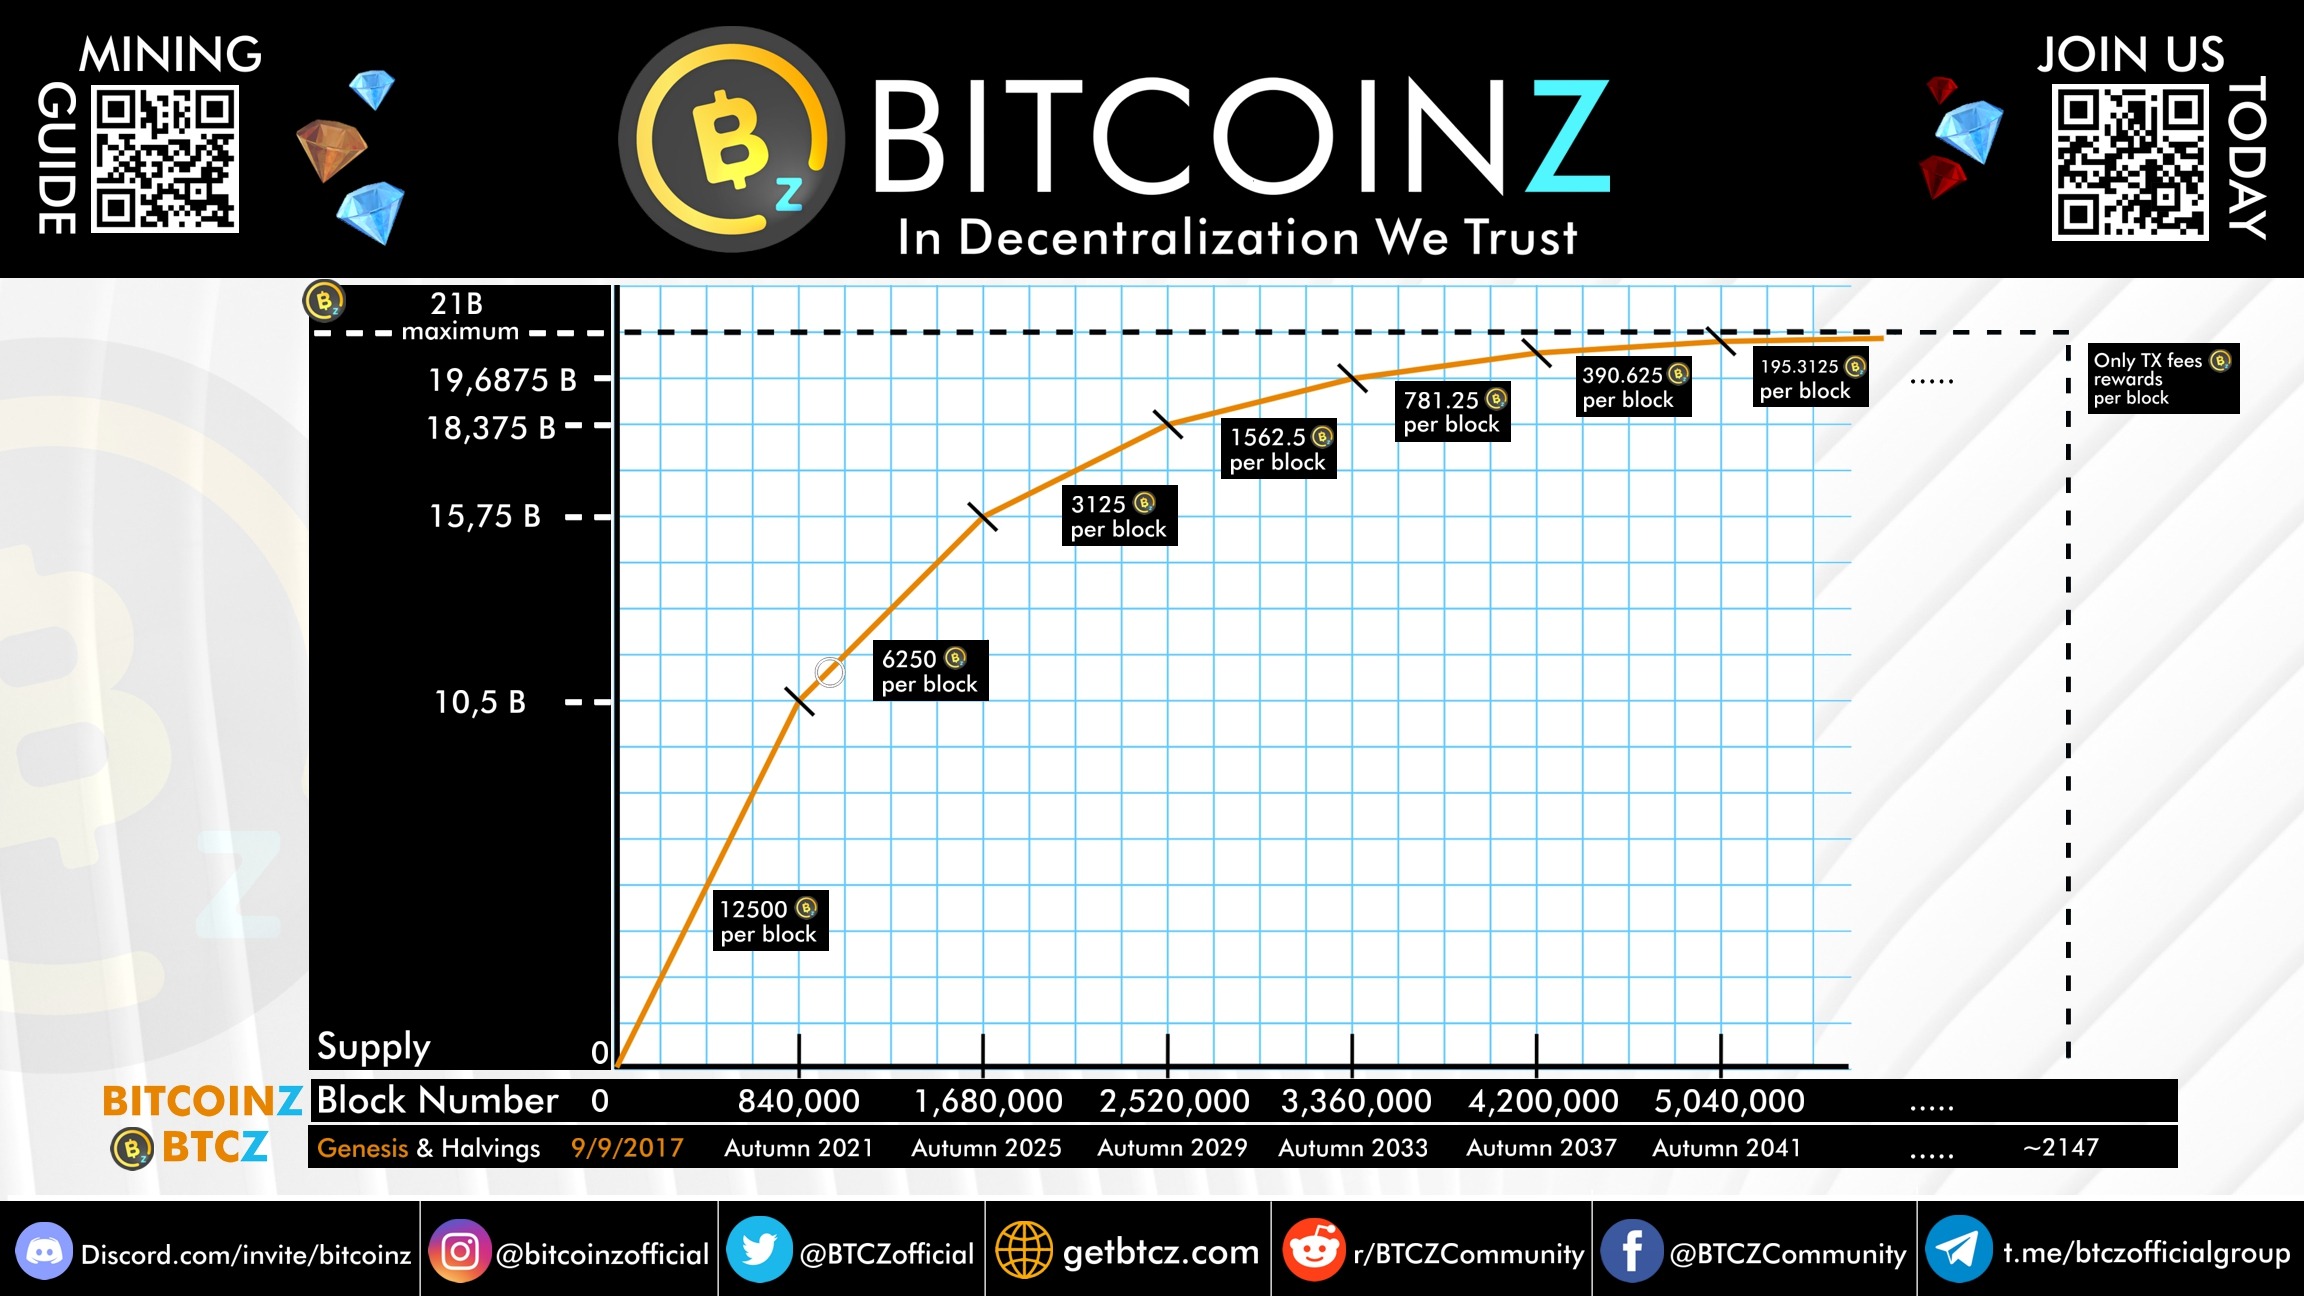 MINING
GUIDE
BITCOINZ
In Decentralization We Trust
JOIN US
TODAY
21B
maximum
19,6875 B
18,375 B
15,75 B
10,5 B
Supply 0
12500
per block
6250
per block
3125
per block
1562.5
per block
781.25
per block
390.625
per block
195.3125
per block
.....
Only TX fees
rewards
per block
BITCOINZ
BTCZ
Block Number 0 840,000 1,680,000 2,520,000 3,360,000 4,200,000 5,040,000 .....
Genesis & Halvings 9/9/2017 Autumn 2021 Autumn 2025 Autumn 2029 Autumn 2033 Autumn 2037 Autumn 2041 ..... ~2147
Discord.com/invite/bitcoinz @bitcoinzofficial @BTCZofficial getbtcz.com r/BTCZCommunity @BTCZCommunity t.me/btczofficialgroup